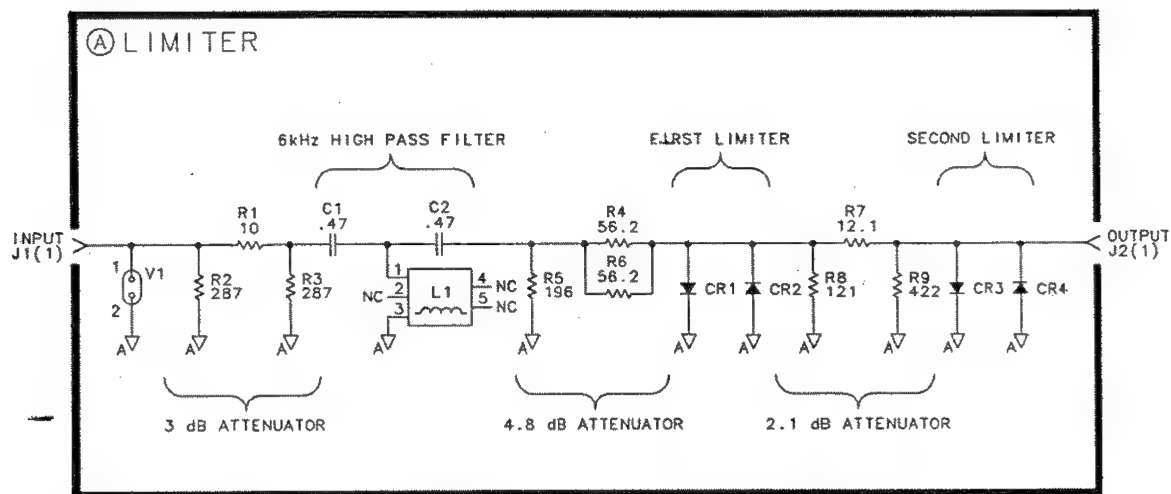 A LIMITER
6kHz HIGH PASS FILTER
FIRST LIMITER
SECOND LIMITER
INPUT
J1(1)
1
2
V1
R2
287
R1
10
R3
287
C1
.47
C2
.47
1
2
3
4
5
NC
NC
NC
L1
R5
196
R4
56.2
R6
56.2
CR1
CR2
R8
121
R7
12.1
R9
422
CR3
CR4
OUTPUT
J2(1)
A
A
A
A
A
A
A
A
A
A
A
3 dB ATTENUATOR
4.8 dB ATTENUATOR
2.1 dB ATTENUATOR